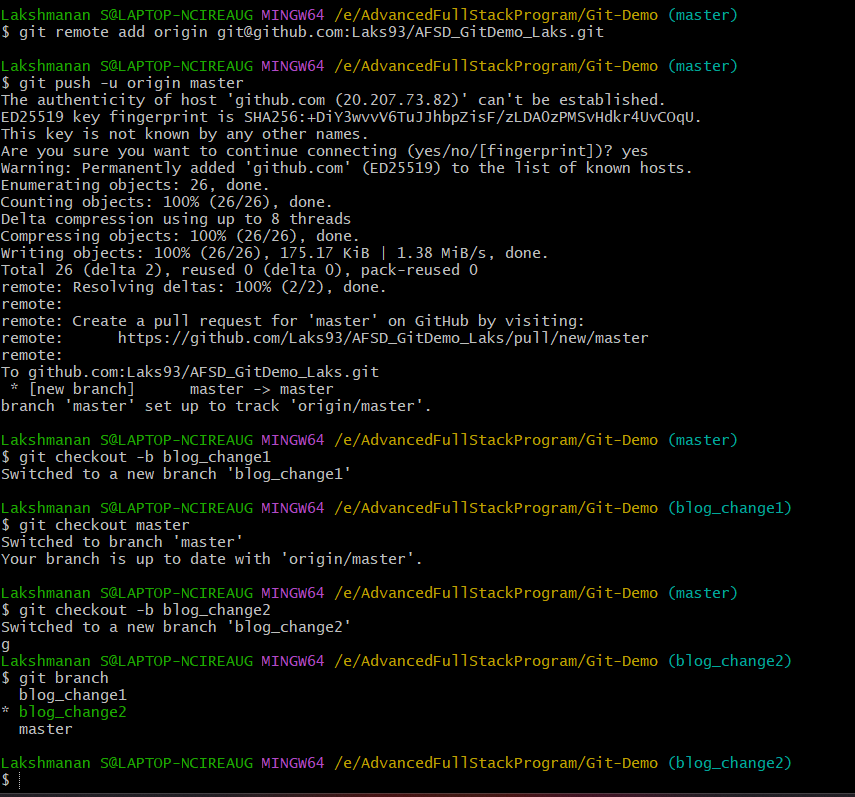 Lakshmanan S@LAPTOP-NCIREAUG MINGW64 /e/AdvancedFullStackProgram/Git-Demo (master)
$ git remote add origin git@github.com:Laks93/AFSD_GitDemo_Laks.git
Lakshmanan S@LAPTOP-NCIREAUG MINGW64 /e/AdvancedFullStackProgram/Git-Demo (master)
$ git push -u origin master
The authenticity of host 'github.com (20.207.73.82)' can't be established.
ED25519 key fingerprint is SHA256:+DiY3wvvV6TuJJhbpZisF/zLDA0zPMSvHdkr4UvCOqU.
This key is not known by any other names.
Are you sure you want to continue connecting (yes/no/[fingerprint])? yes
Warning: Permanently added 'github.com' (ED25519) to the list of known hosts.
Enumerating objects: 26, done.
Counting objects: 100% (26/26), done.
Delta compression using up to 8 threads
Compressing objects: 100% (26/26), done.
Writing objects: 100% (26/26), 175.17 KiB | 1.38 MiB/s, done.
Total 26 (delta 2), reused 0 (delta 0), pack-reused 0
remote: Resolving deltas: 100% (2/2), done.
remote:
remote: Create a pull request for 'master' on GitHub by visiting:
remote:      https://github.com/Laks93/AFSD_GitDemo_Laks/pull/new/master
remote:
To github.com:Laks93/AFSD_GitDemo_Laks.git
 * [new branch]      master -> master
branch 'master' set up to track 'origin/master'.
Lakshmanan S@LAPTOP-NCIREAUG MINGW64 /e/AdvancedFullStackProgram/Git-Demo (master)
$ git checkout -b blog_change1
Switched to a new branch 'blog_change1'
Lakshmanan S@LAPTOP-NCIREAUG MINGW64 /e/AdvancedFullStackProgram/Git-Demo (blog_change1)
$ git checkout master
Switched to branch 'master'
Your branch is up to date with 'origin/master'.
Lakshmanan S@LAPTOP-NCIREAUG MINGW64 /e/AdvancedFullStackProgram/Git-Demo (master)
$ git checkout -b blog_change2
Switched to a new branch 'blog_change2'
g
Lakshmanan S@LAPTOP-NCIREAUG MINGW64 /e/AdvancedFullStackProgram/Git-Demo (blog_change2)
$ git branch
  blog_change1
* blog_change2
  master
Lakshmanan S@LAPTOP-NCIREAUG MINGW64 /e/AdvancedFullStackProgram/Git-Demo (blog_change2)
$